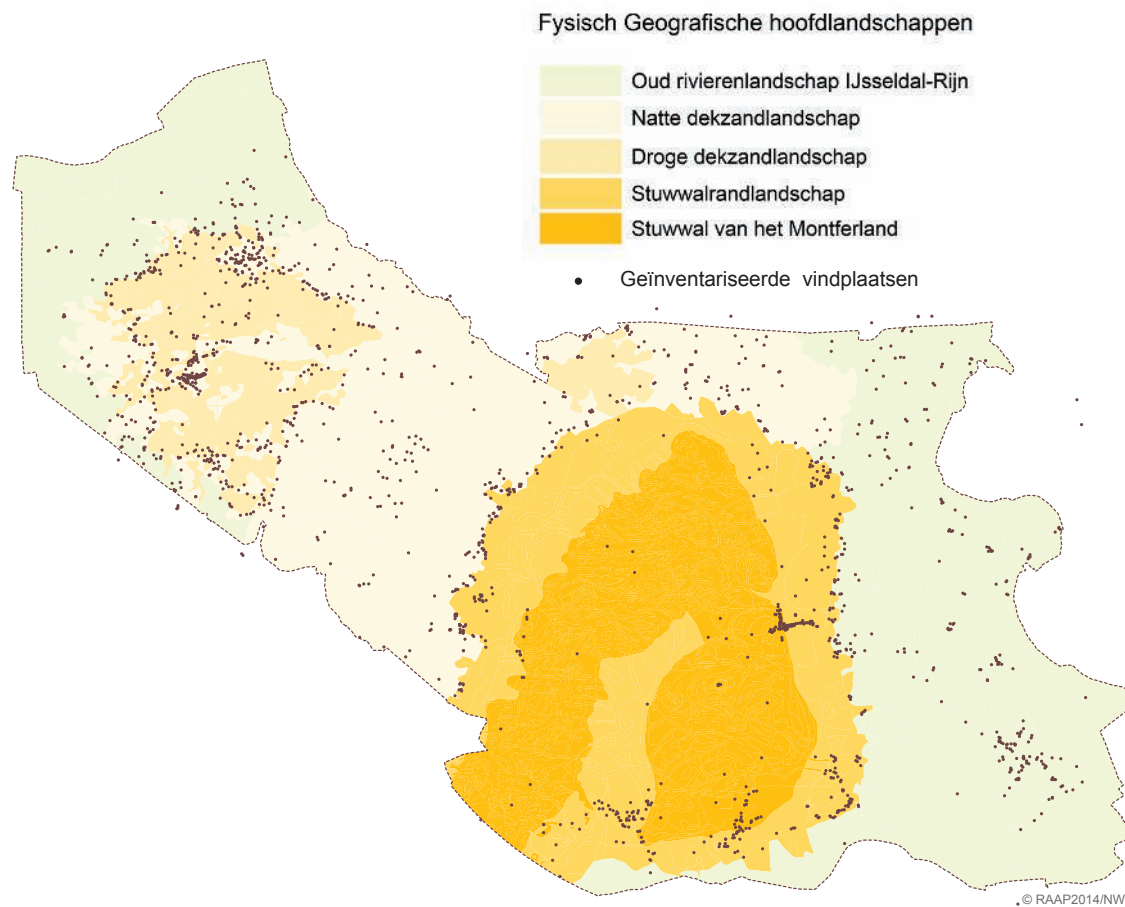 Fysisch Geografische hoofdlandschappen
Oud rivierenlandschap IJsseldal-Rijn
Natte dekzandlandschap
Droge dekzandlandschap
Stuwwalrandlandschap
Stuwwal van het Montferland
Geïnventariseerde vindplaatsen
© RAAP2014/NW